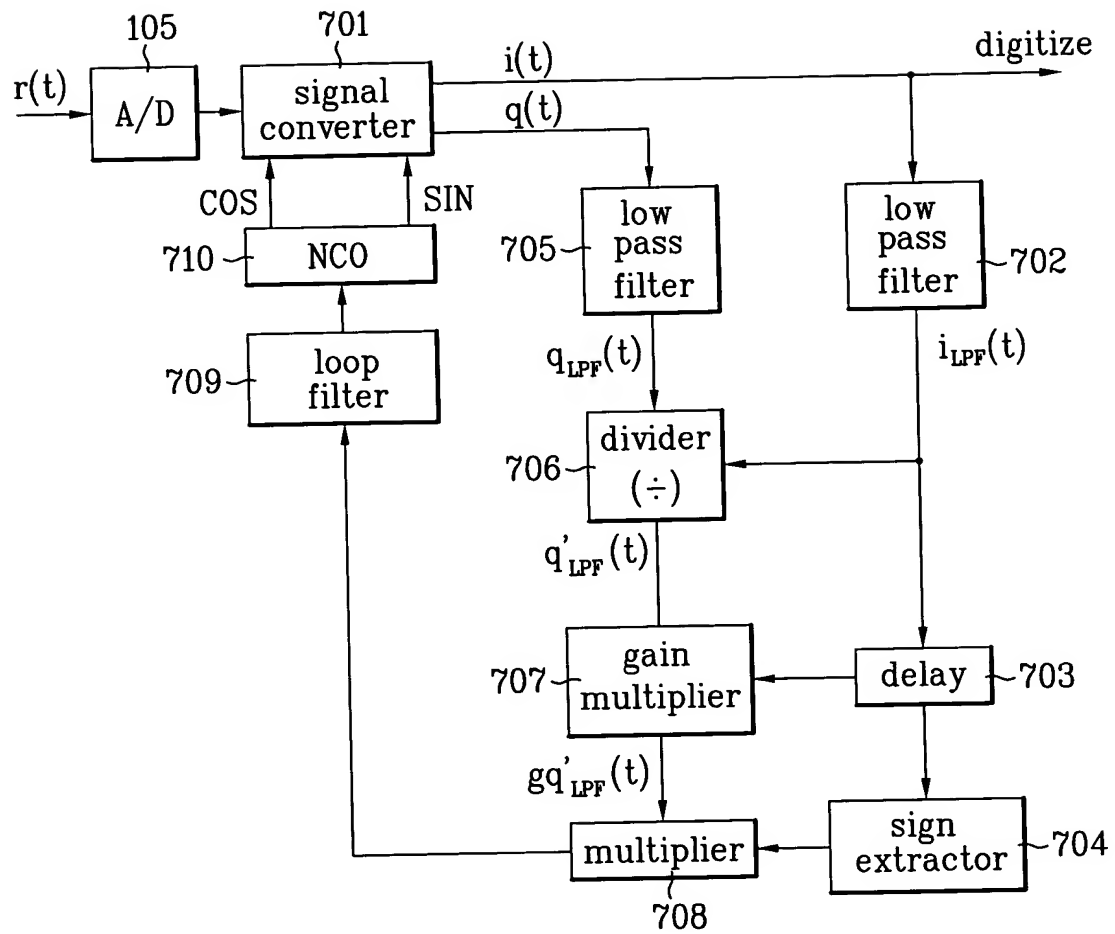 105
701
r(t)
A/D
signal
converter
i(t)
digitize
q(t)
COS
SIN
710
NCO
705
low
pass
filter
low
pass
filter
702
709
loop
filter
qLPF(t)
iLPF(t)
706
divider
(÷)
q'LPF(t)
707
gain
multiplier
delay
703
gq'LPF(t)
multiplier
708
sign
extractor
704